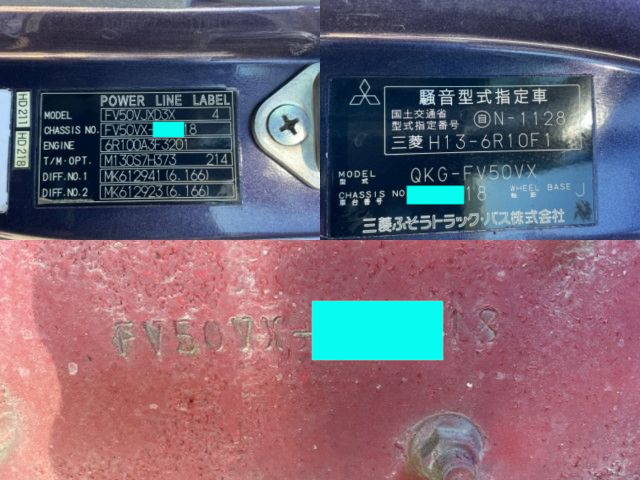 HD211
HD218
POWER LINE LABEL
MODEL FV50VJXD3X 4
CHASSIS NO. FV50VX- 18
ENGINE 6R100A3F3201
T/M・OPT. M130S7H373 214
DIFF.NO.1 MK612941(6.166)
DIFF.NO.2 MK612923(6.166)
騒音型式指定車
国土交通省
型式指定番号 自N-1128
三菱 H13-6R10F1
MODEL
型式 QKG-FV50VX
CHASSIS NO 18 WHEEL BASE J
車台番号 軸距
三菱ふそうトラック・バス株式会社
FV50VX- 18